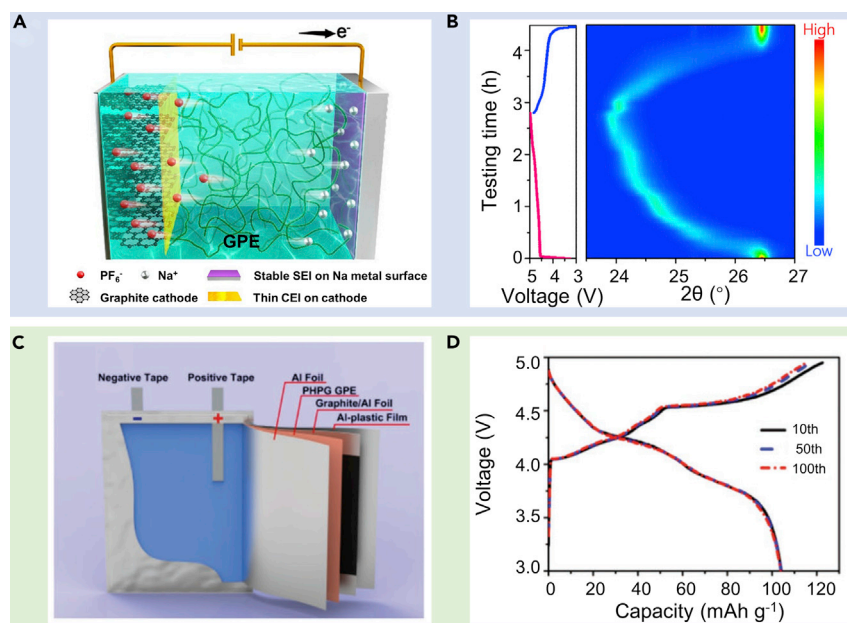 A
e⁻
GPE
PF₆⁻
Na⁺
Stable SEI on Na metal surface
Graphite cathode
Thin CEI on cathode
B
Testing time (h)
4
3
2
1
0
5 4 3
Voltage (V)
24 25 26 27
2θ (°)
High
Low
C
Negative Tape
Positive Tape
Al Foil
PHPG GPE
Graphite/Al Foil
Al-plastic Film
-
+
D
Voltage (V)
5.0
4.5
4.0
3.5
3.0
10th
50th
100th
0 20 40 60 80 100 120
Capacity (mAh g⁻¹)